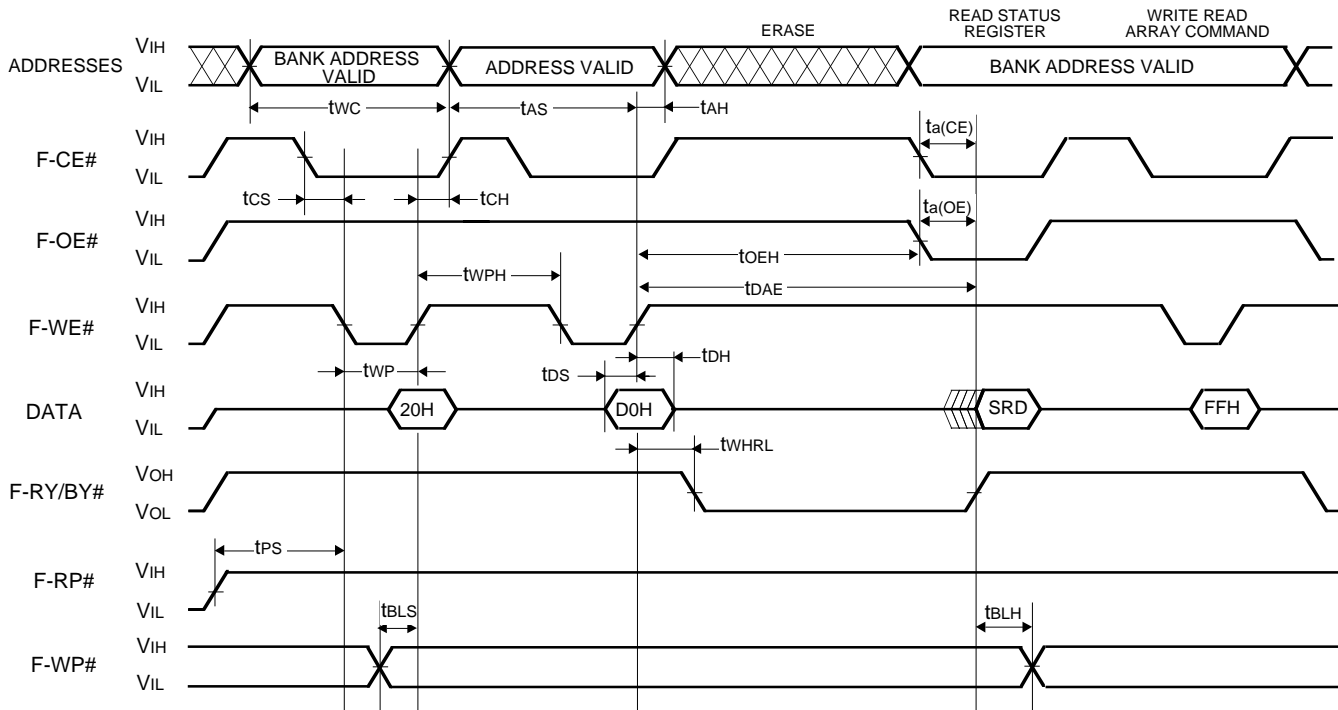 ERASE
READ STATUS
REGISTER
WRITE READ
ARRAY COMMAND
ADDRESSES
VIH
VIL
BANK ADDRESS
VALID
ADDRESS VALID
BANK ADDRESS VALID
tWC
tAS
tAH
F-CE#
VIH
VIL
ta(CE)
tCS
tCH
F-OE#
VIH
VIL
ta(OE)
tOEH
tWPH
tDAE
F-WE#
VIH
VIL
tWP
tDS
tDH
DATA
VIH
VIL
20H
D0H
SRD
FFH
tWHRL
F-RY/BY#
VOH
VOL
tPS
F-RP#
VIH
VIL
tBLS
tBLH
F-WP#
VIH
VIL